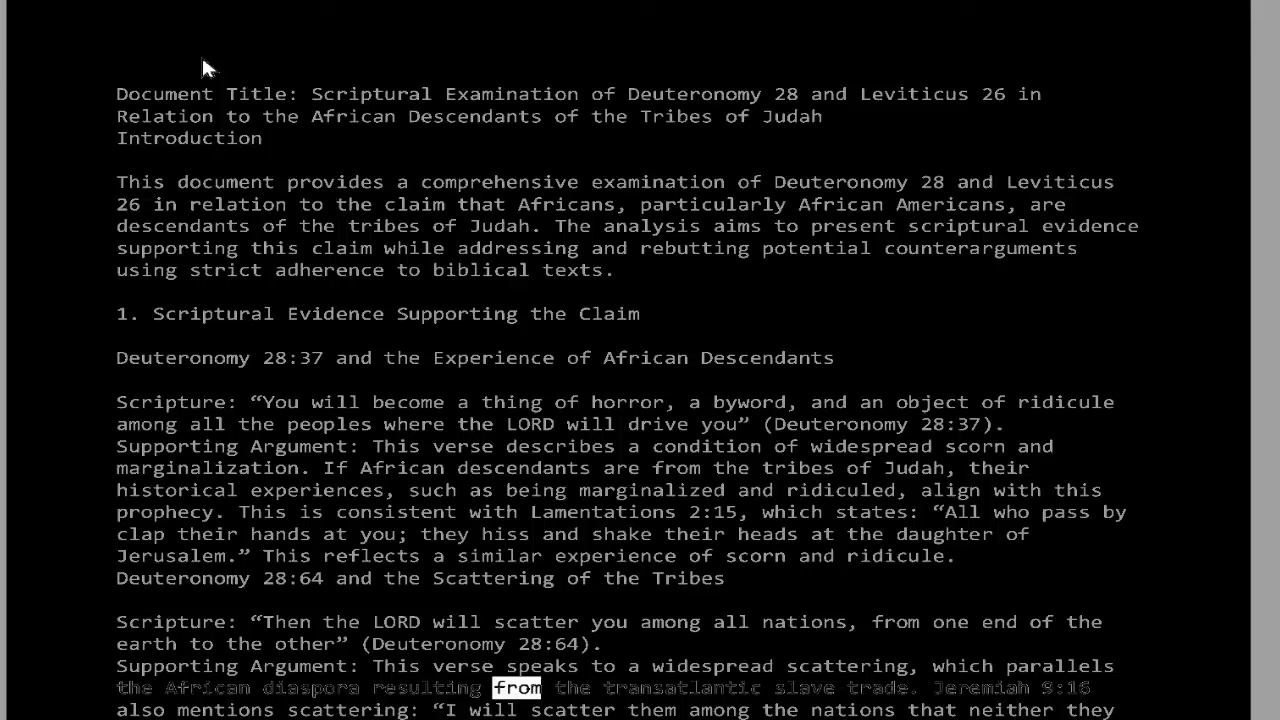 Document Title: Scriptural Examination of Deuteronomy 28 and Leviticus 26 in
Relation to the African Descendants of the Tribes of Judah
Introduction
This document provides a comprehensive examination of Deuteronomy 28 and Leviticus
26 in relation to the claim that Africans, particularly African Americans, are
descendants of the tribes of Judah. The analysis aims to present scriptural evidence
supporting this claim while addressing and rebutting potential counterarguments
using strict adherence to biblical texts.
1. Scriptural Evidence Supporting the Claim
Deuteronomy 28:37 and the Experience of African Descendants
Scripture: “You will become a thing of horror, a byword, and an object of ridicule
among all the peoples where the LORD will drive you” (Deuteronomy 28:37).
Supporting Argument: This verse describes a condition of widespread scorn and
marginalization. If African descendants are from the tribes of Judah, their
historical experiences, such as being marginalized and ridiculed, align with this
prophecy. This is consistent with Lamentations 2:15, which states: “All who pass by
clap their hands at you; they hiss and shake their heads at the daughter of
Jerusalem.” This reflects a similar experience of scorn and ridicule.
Deuteronomy 28:64 and the Scattering of the Tribes
Scripture: “Then the LORD will scatter you among all nations, from one end of the
earth to the other” (Deuteronomy 28:64).
Supporting Argument: This verse speaks to a widespread scattering, which parallels
the African diaspora resulting from the transatlantic slave trade. Jeremiah 9:16
also mentions scattering: “I will scatter them among the nations that neither they